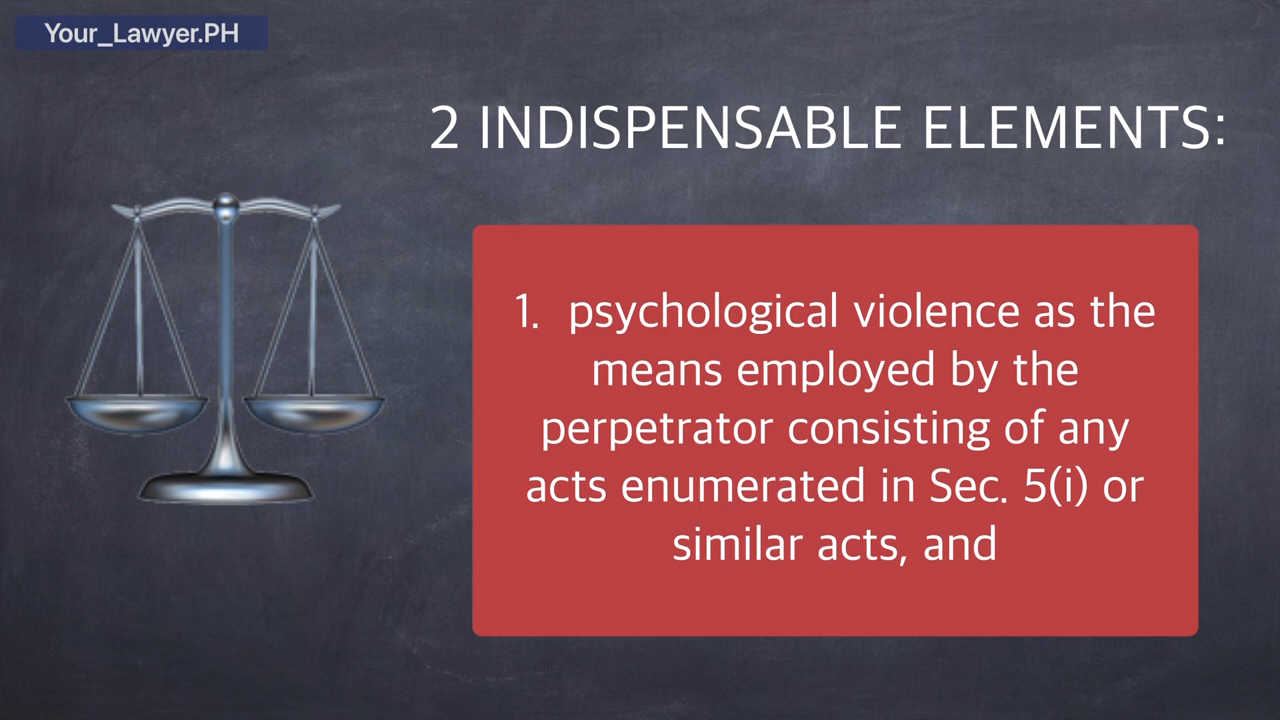 Your_Lawyer.PH
2 INDISPENSABLE ELEMENTS:
1. psychological violence as the
means employed by the
perpetrator consisting of any
acts enumerated in Sec. 5(i) or
similar acts, and